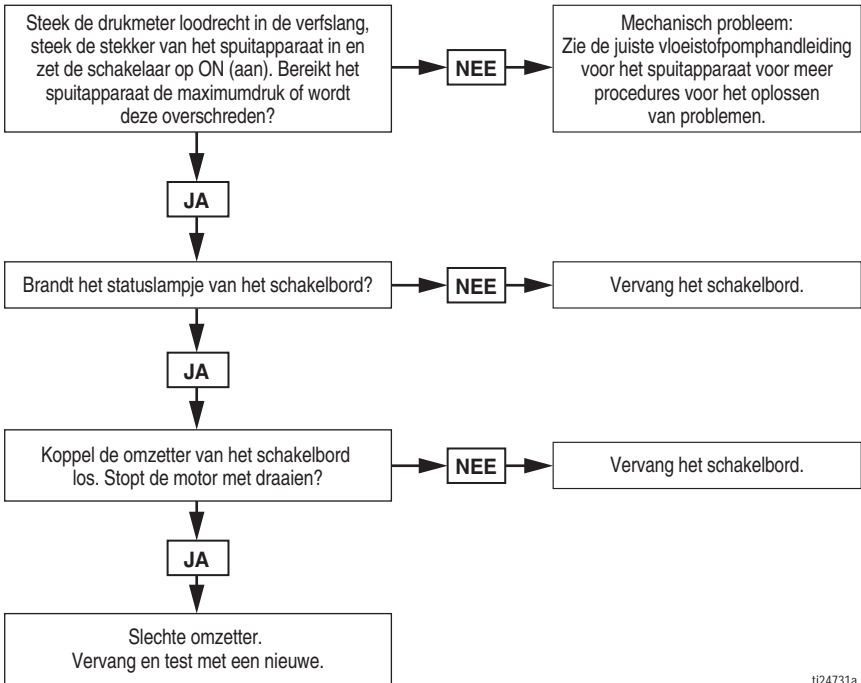 Steek de drukmeter loodrecht in de verfslang,
steek de stekker van het spuitapparaat in en
zet de schakelaar op ON (aan). Bereikt het
spuitapparaat de maximumdruk of wordt
deze overschreden?
NEE
Mechanisch probleem:
Zie de juiste vloeistofpomphandleiding
voor het spuitapparaat voor meer
procedures voor het oplossen
van problemen.
JA
Brandt het statuslampje van het schakelbord?
NEE
Vervang het schakelbord.
JA
Koppel de omzetter van het schakelbord
los. Stopt de motor met draaien?
NEE
Vervang het schakelbord.
JA
Slechte omzetter.
Vervang en test met een nieuwe.
ti24731a